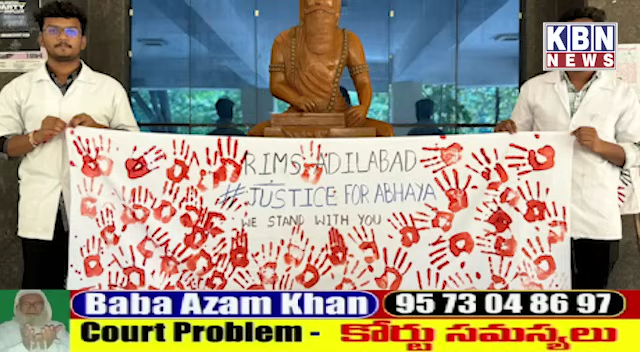 KBN
NEWS
RIMS ADILABAD
#JUSTICE FOR ABHAYA
WE STAND WITH YOU
Baba Azam Khan 95 73 04 86 97
Court Problem - కోర్టు సమస్యలు